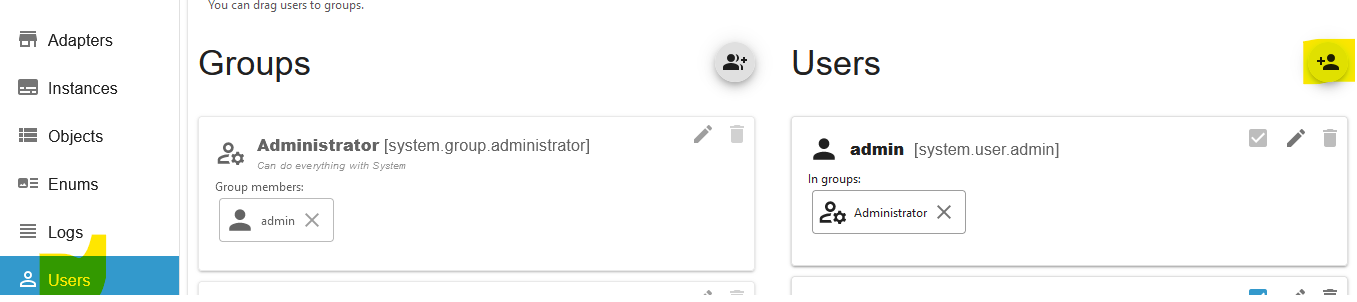 You can drag users to groups.
Adapters
Instances
Objects
Enums
Logs
Users
Groups
Administrator [system.group.administrator]
Can do everything with System
Group members:
admin
Users
admin [system.user.admin]
In groups:
Administrator